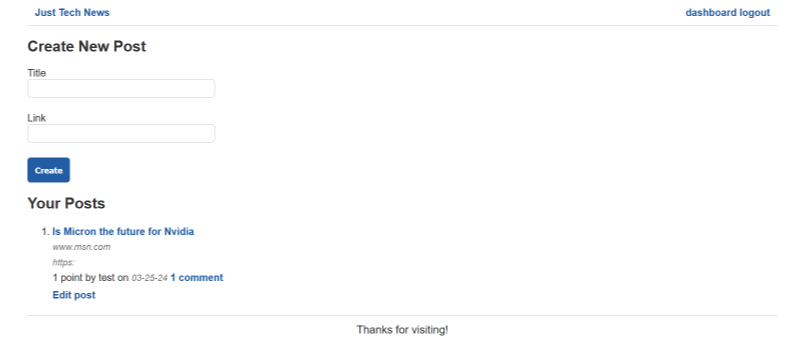 Just Tech News
dashboard logout
Create New Post
Title
Link
Create
Your Posts
1. Is Micron the future for Nvidia
www.msn.com
https:
1 point by test on 03-25-24 1 comment
Edit post
Thanks for visiting!